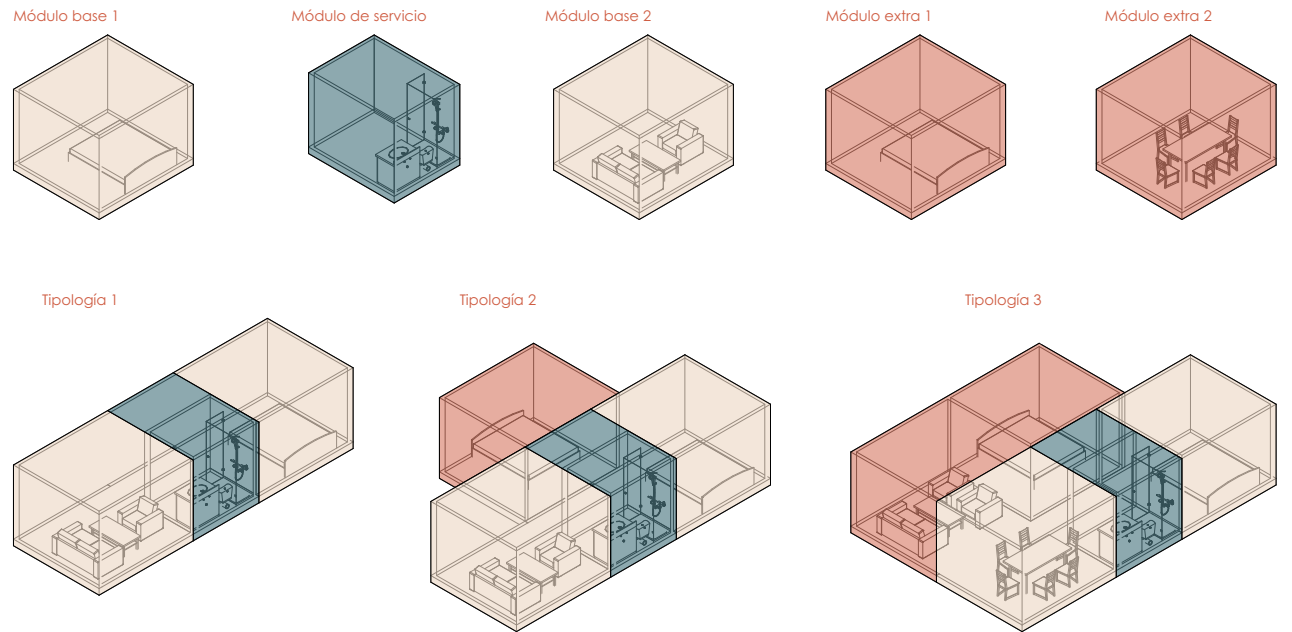 Módulo base 1
Módulo de servicio
Módulo base 2
Módulo extra 1
Módulo extra 2
Tipología 1
Tipología 2
Tipología 3